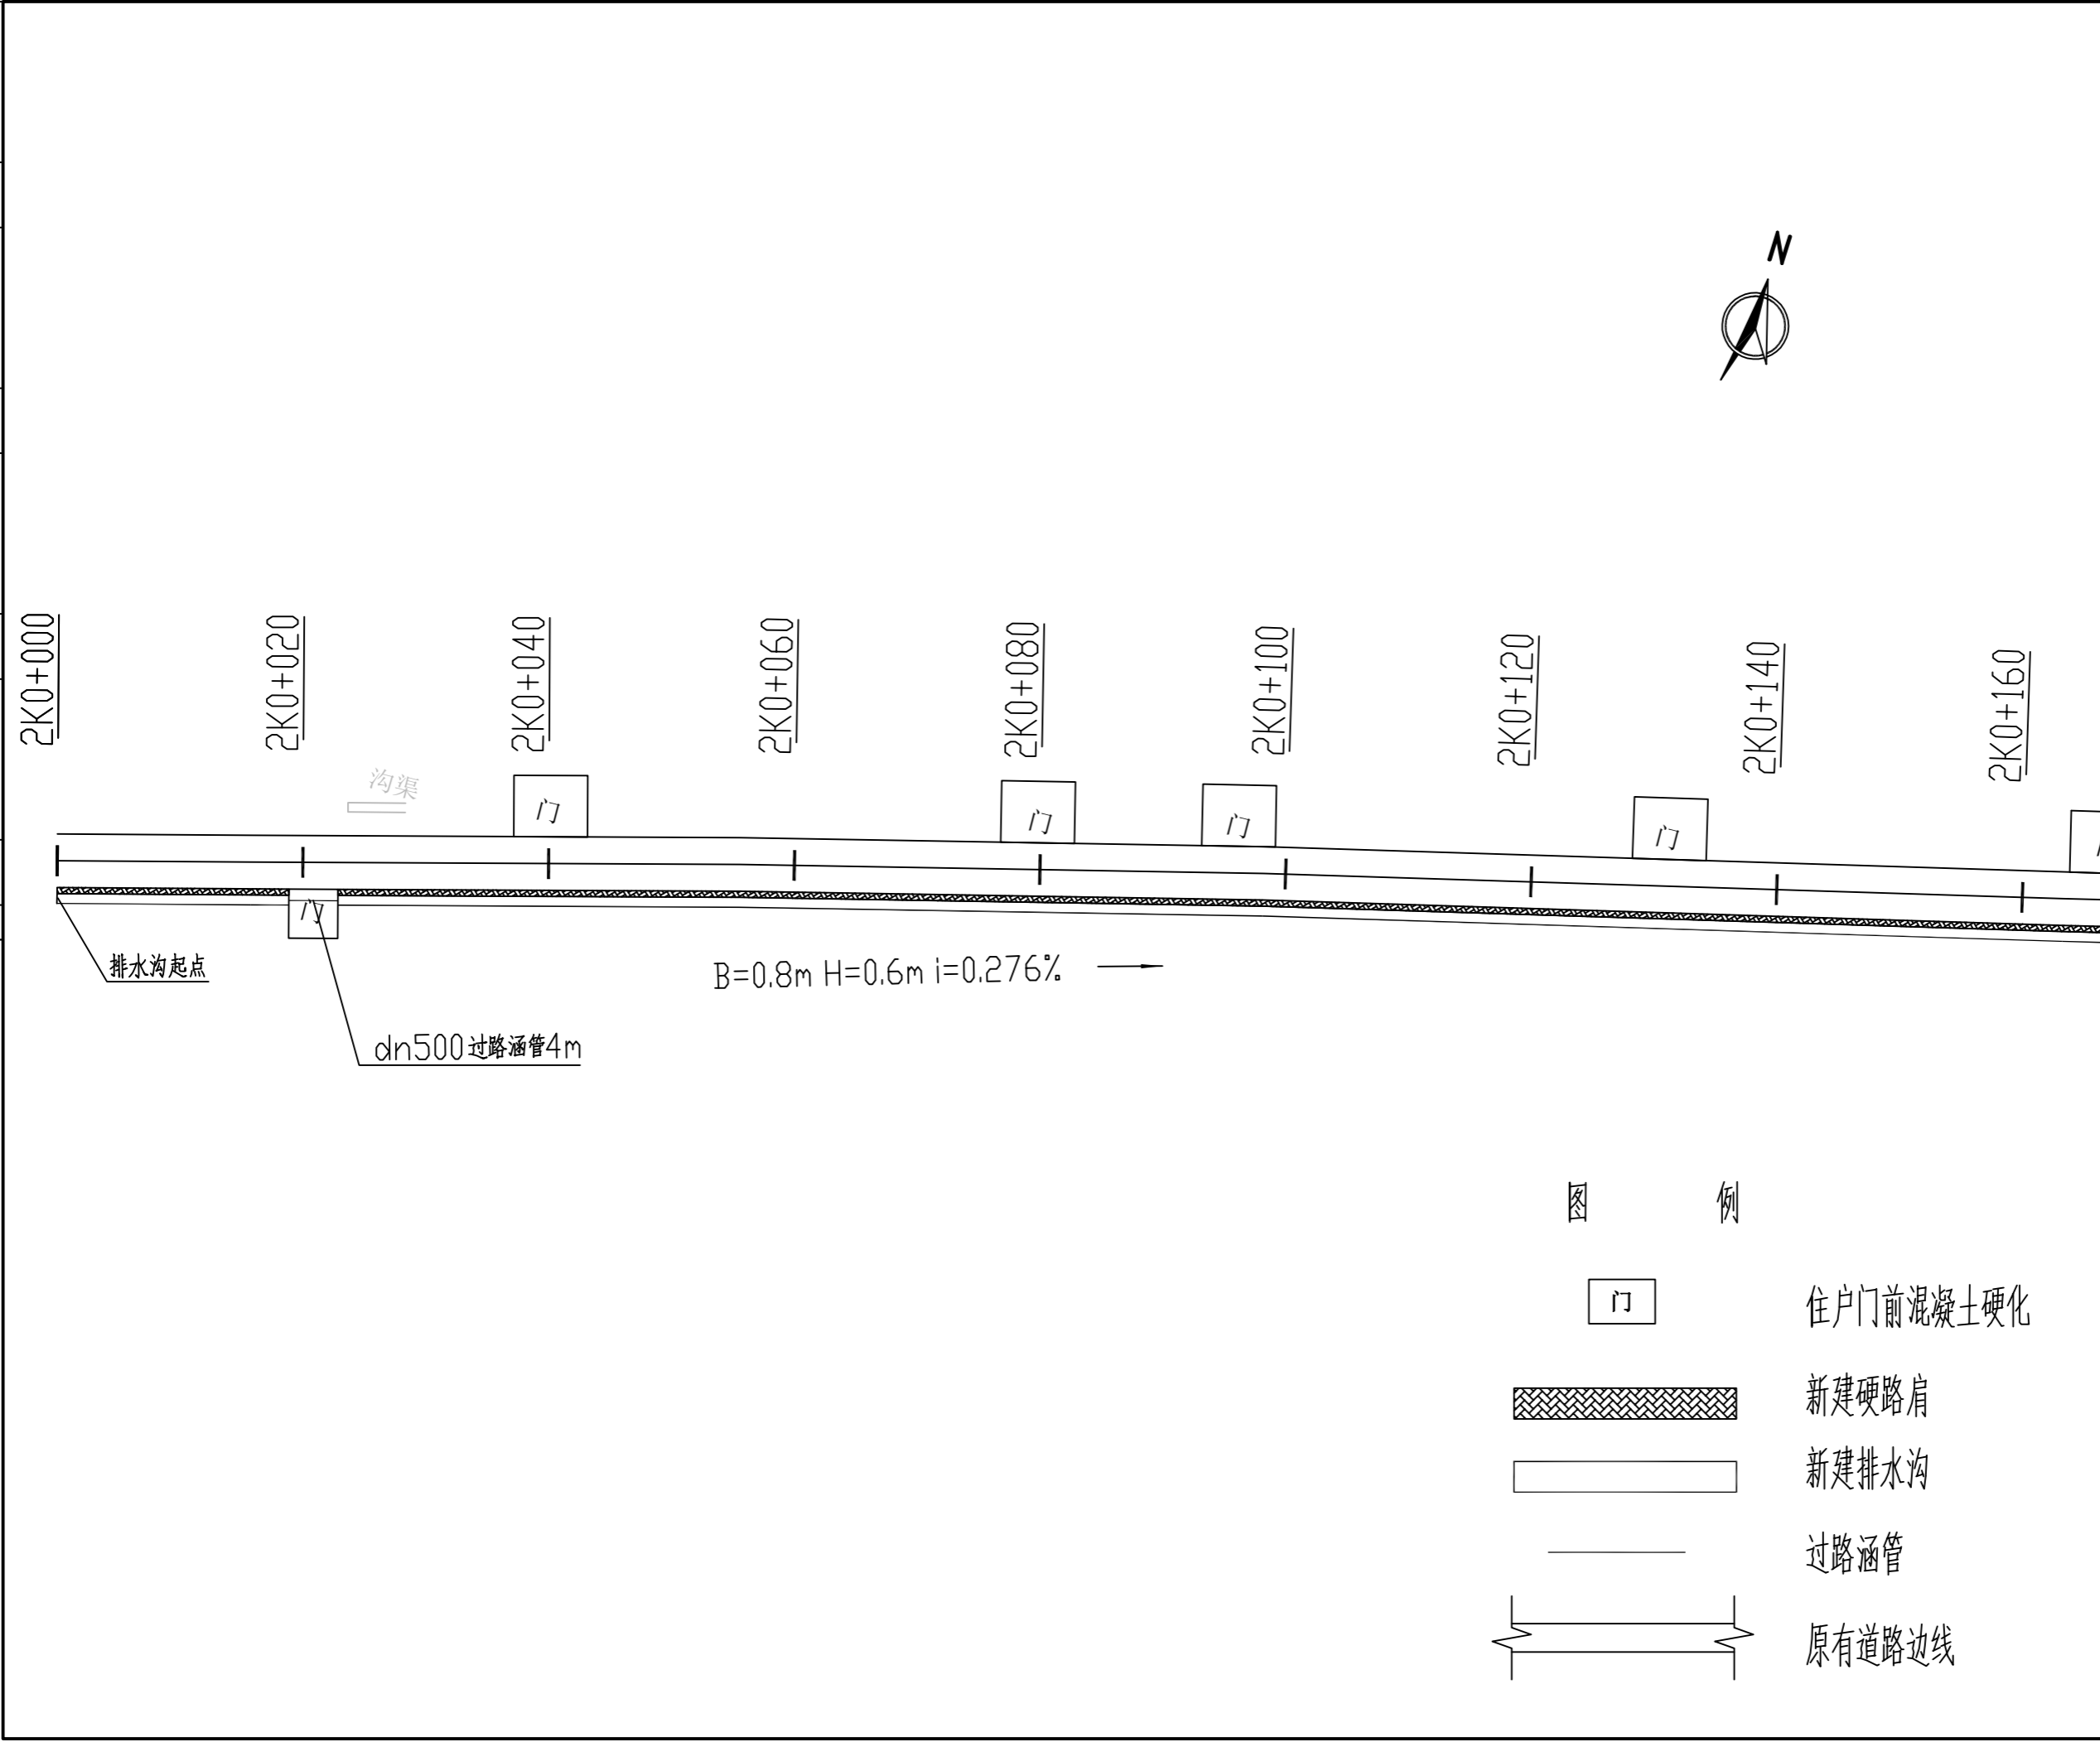 N
2K0+000
2K0+020
2K0+040
2K0+060
2K0+080
2K0+100
2K0+120
2K0+140
2K0+160
沟渠
门
门
门
门
门
排水沟起点
B=0.8m H=0.6m i=0.276%
dn500过路涵管4m
图 例
门
住户门前混凝土硬化
新建硬路肩
新建排水沟
过路涵管
原有道路边线